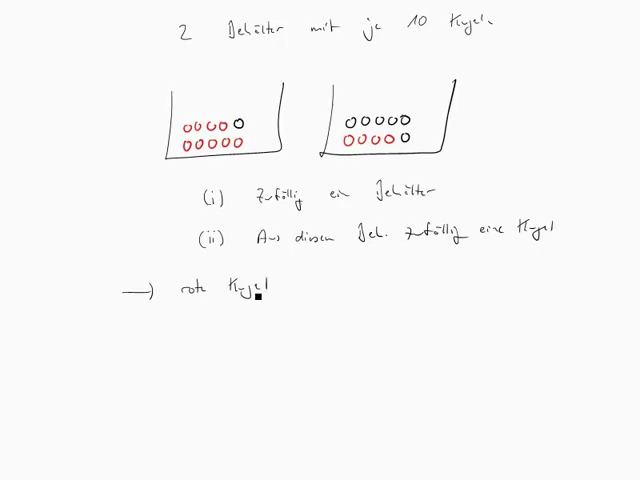 2 Behälter mit je 10 Kugeln
(i) Zufällig ein Behälter
(ii) Aus diesem Beh. zufällig eine Kugel
→ rote Kugel